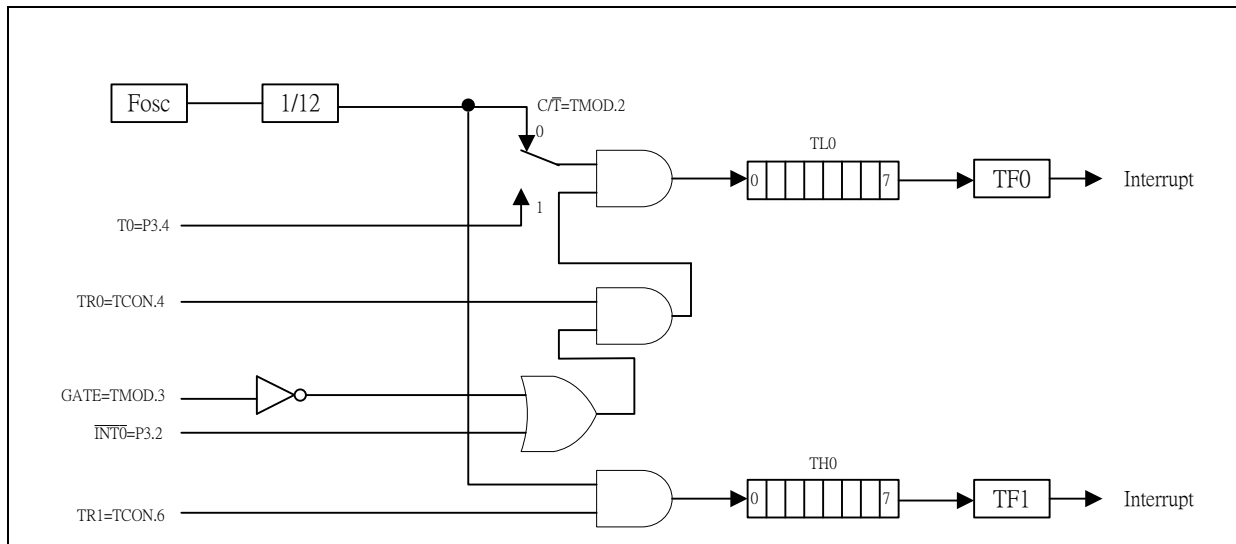 Fosc
1/12
C/T̅=TMOD.2
0
TL0
0 7
TF0
Interrupt
1
T0=P3.4
TR0=TCON.4
GATE=TMOD.3
I̅N̅T̅0̅=P3.2
TH0
0 7
TF1
Interrupt
TR1=TCON.6